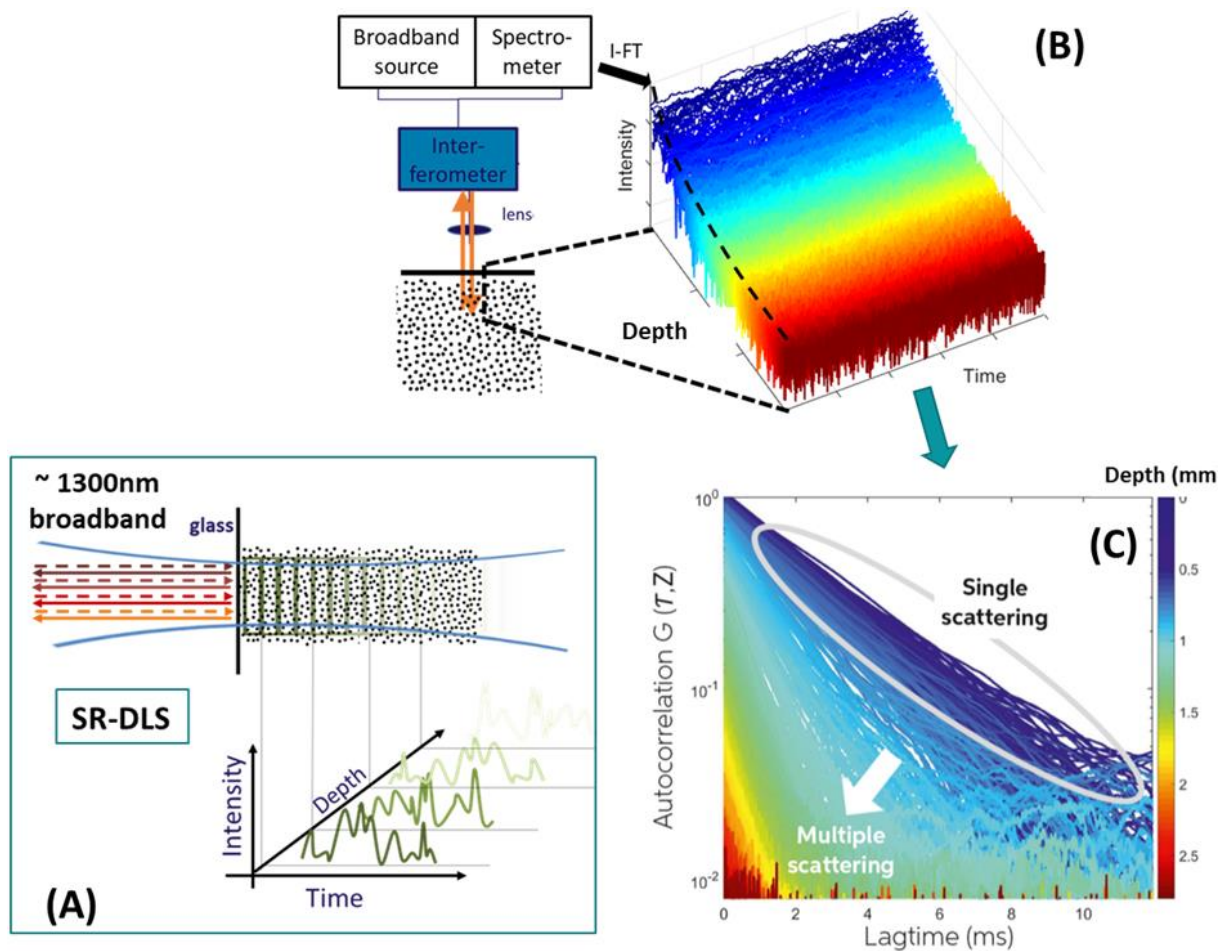 Broadband
source
Spectro-
meter
I-FT
(B)
Inter-
ferometer
lens
Intensity
Depth
Time
~ 1300nm
broadband
glass
SR-DLS
Intensity
Depth
Time
(A)
Depth (mm
(C)
Single
scattering
Multiple
scattering
Autocorrelation G (τ,Z)
10⁰
10⁻¹
10⁻²
0 2 4 6 8 10
Lagtime (ms)
0
0.5
1
1.5
2
2.5